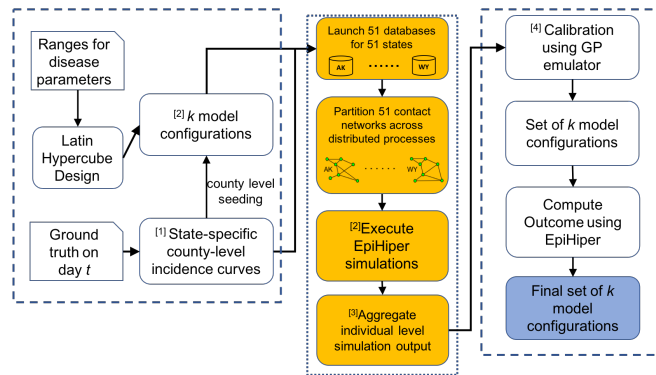 Ranges for
disease
parameters
Latin
Hypercube
Design
[2] k model
configurations
county level
seeding
Ground
truth on
day t
[1] State-specific
county-level
incidence curves
Launch 51 databases
for 51 states
AK
WY
Partition 51 contact
networks across
distributed processes
AK
WY
[2]Execute
EpiHiper
simulations
[3]Aggregate
individual level
simulation output
[4] Calibration
using GP
emulator
Set of k model
configurations
Compute
Outcome using
EpiHiper
Final set of k
model
configurations